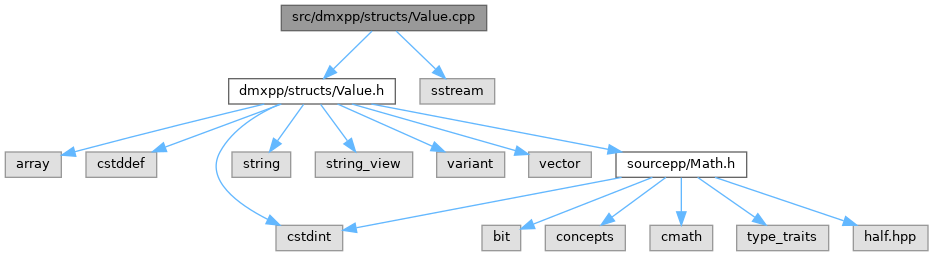 src/dmxpp/structs/Value.cpp
dmxpp/structs/Value.h
sstream
array
cstddef
string
string_view
variant
vector
sourcepp/Math.h
cstdint
bit
concepts
cmath
type_traits
half.hpp